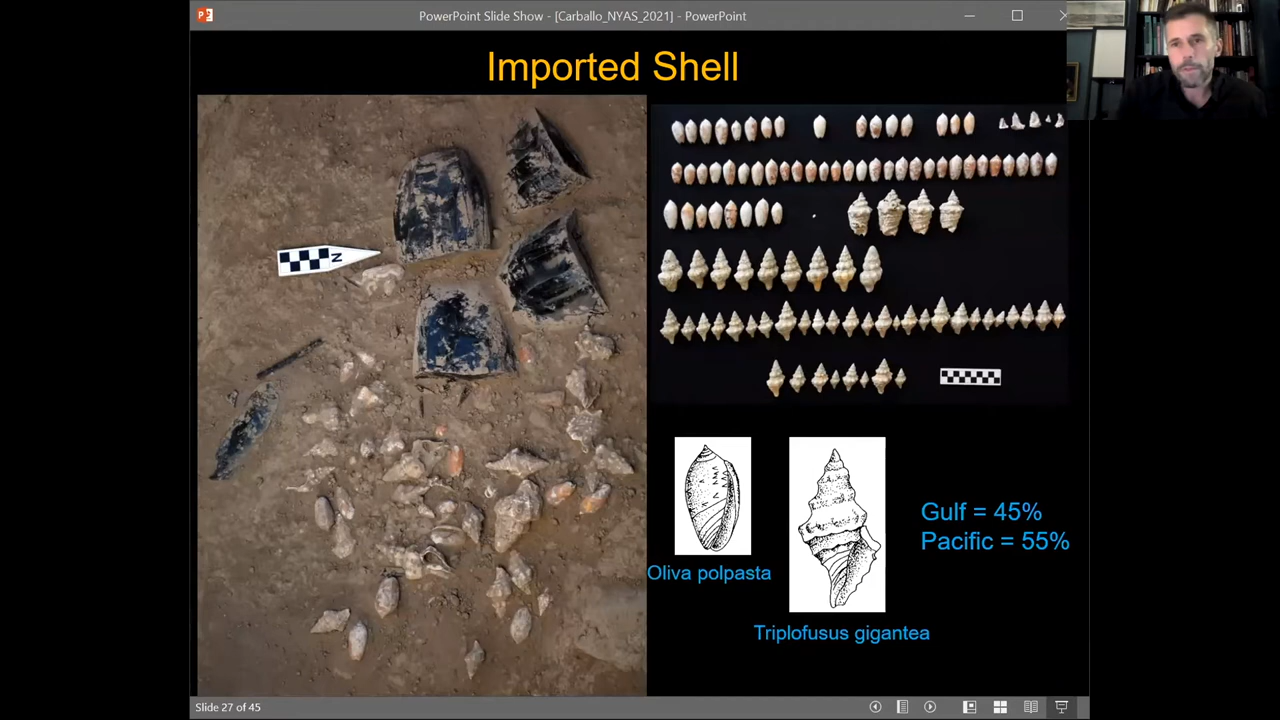 PowerPoint Slide Show - [Carballo_NYAS_2021] - PowerPoint
Imported Shell
N
Oliva polpasta
Triplofusus gigantea
Gulf = 45%
Pacific = 55%
Slide 27 of 45